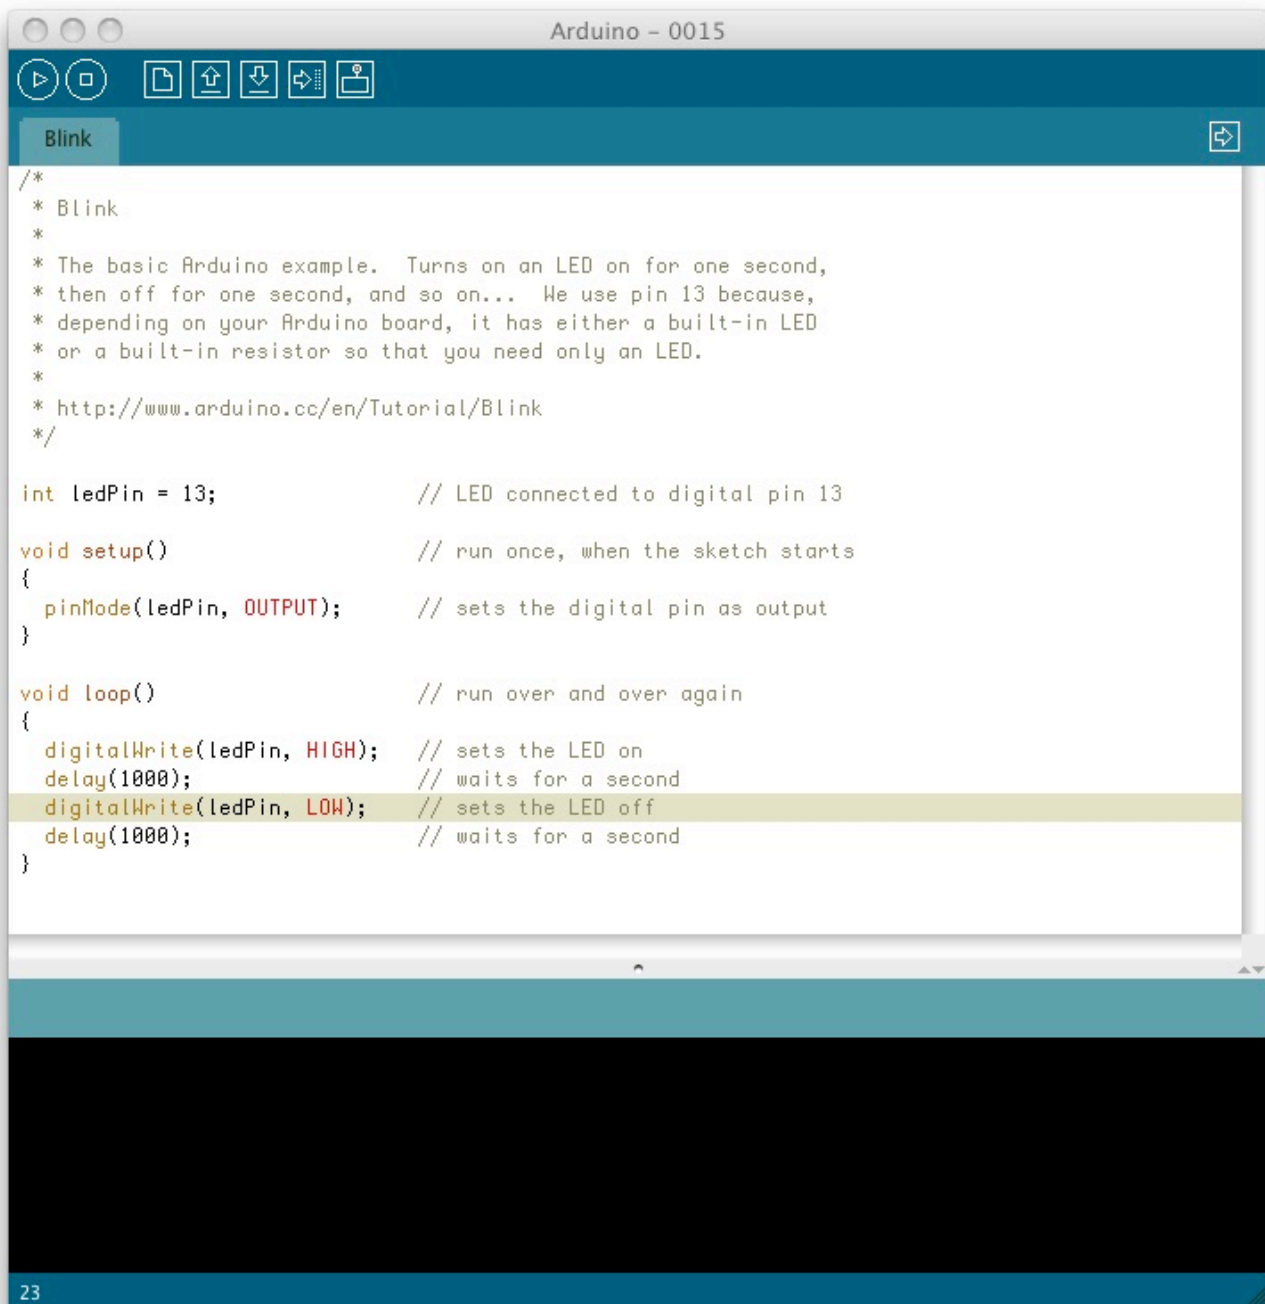 Arduino – 0015
Blink
/*
 * Blink
 *
 * The basic Arduino example.  Turns on an LED on for one second,
 * then off for one second, and so on...  We use pin 13 because,
 * depending on your Arduino board, it has either a built-in LED
 * or a built-in resistor so that you need only an LED.
 *
 * http://www.arduino.cc/en/Tutorial/Blink
 */
int ledPin = 13;                // LED connected to digital pin 13
void setup()                    // run once, when the sketch starts
{
  pinMode(ledPin, OUTPUT);      // sets the digital pin as output
}
void loop()                     // run over and over again
{
  digitalWrite(ledPin, HIGH);   // sets the LED on
  delay(1000);                  // waits for a second
  digitalWrite(ledPin, LOW);    // sets the LED off
  delay(1000);                  // waits for a second
}
23